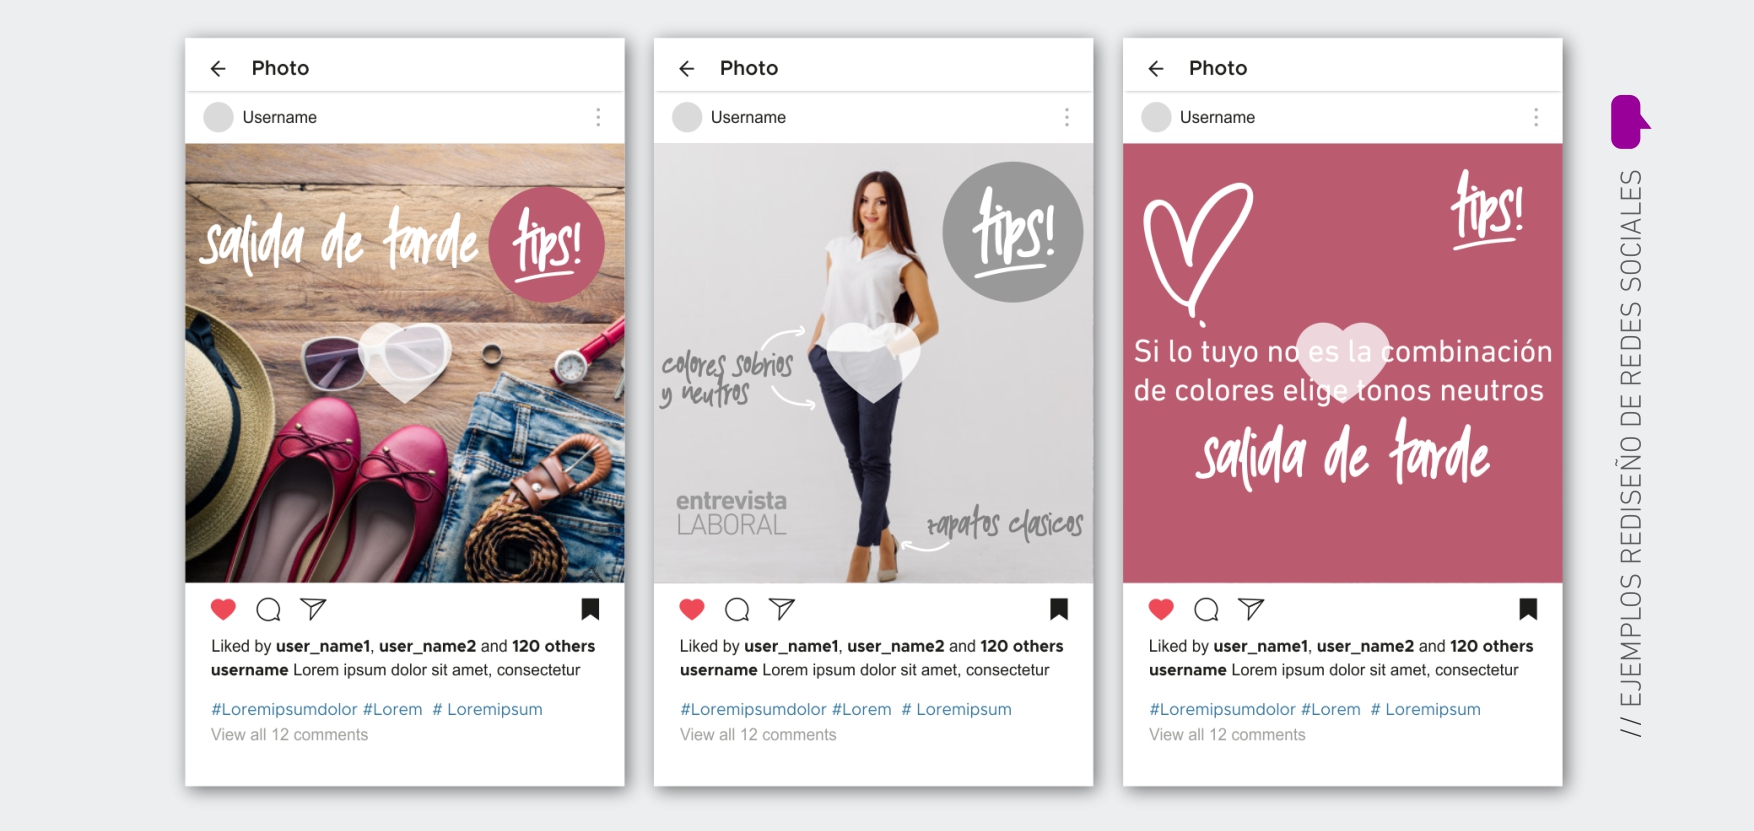 Photo
Username
salida de tarde
tips!
Liked by user_name1, user_name2 and 120 others
username Lorem ipsum dolor sit amet, consectetur
#Loremipsumdolor #Lorem # Loremipsum
View all 12 comments
Photo
Username
tips!
colores sobrios
y neutros
entrevista
LABORAL
zapatos clasicos
Liked by user_name1, user_name2 and 120 others
username Lorem ipsum dolor sit amet, consectetur
#Loremipsumdolor #Lorem # Loremipsum
View all 12 comments
Photo
Username
tips!
Si lo tuyo no es la combinación
de colores elige tonos neutros
salida de tarde
Liked by user_name1, user_name2 and 120 others
username Lorem ipsum dolor sit amet, consectetur
#Loremipsumdolor #Lorem # Loremipsum
View all 12 comments
// EJEMPLOS REDISEÑO DE REDES SOCIALES